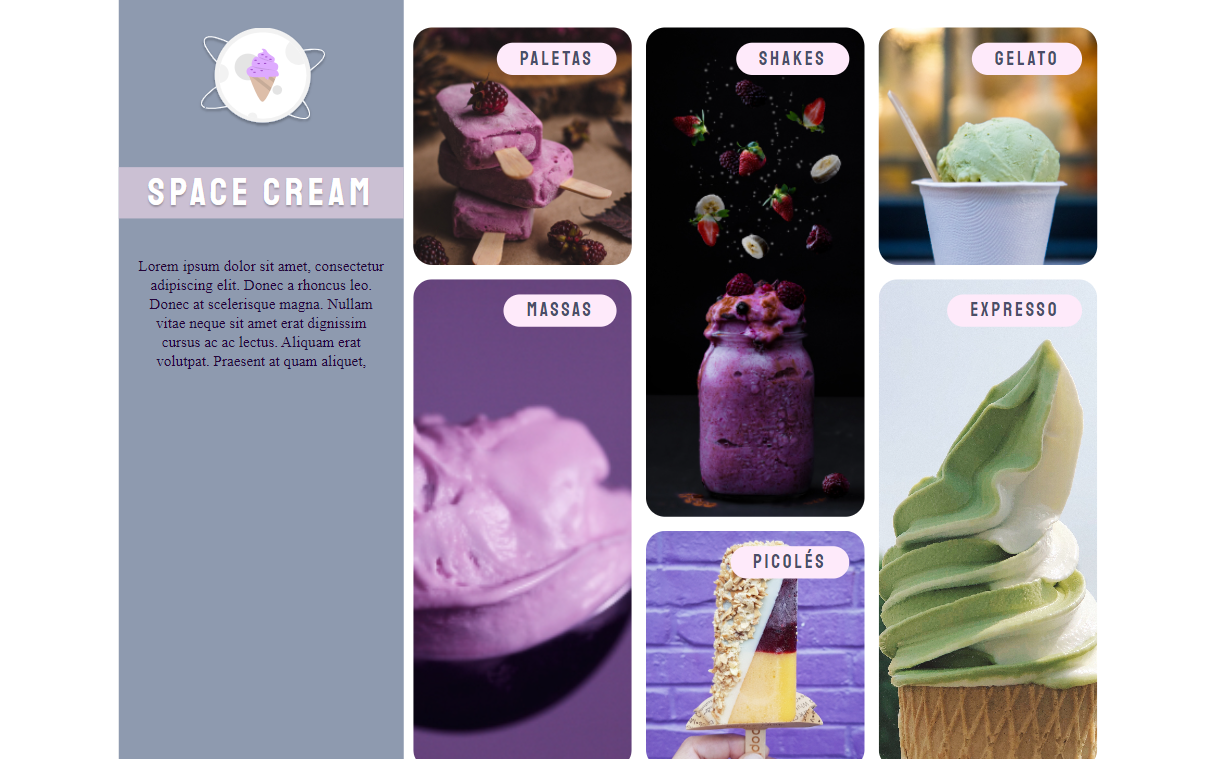 SPACE CREAM
Lorem ipsum dolor sit amet, consectetur
adipiscing elit. Donec a rhoncus leo.
Donec at scelerisque magna. Nullam
vitae neque sit amet erat dignissim
cursus ac ac lectus. Aliquam erat
volutpat. Praesent at quam aliquet,
PALETAS
SHAKES
GELATO
MASSAS
EXPRESSO
PICOLÉS